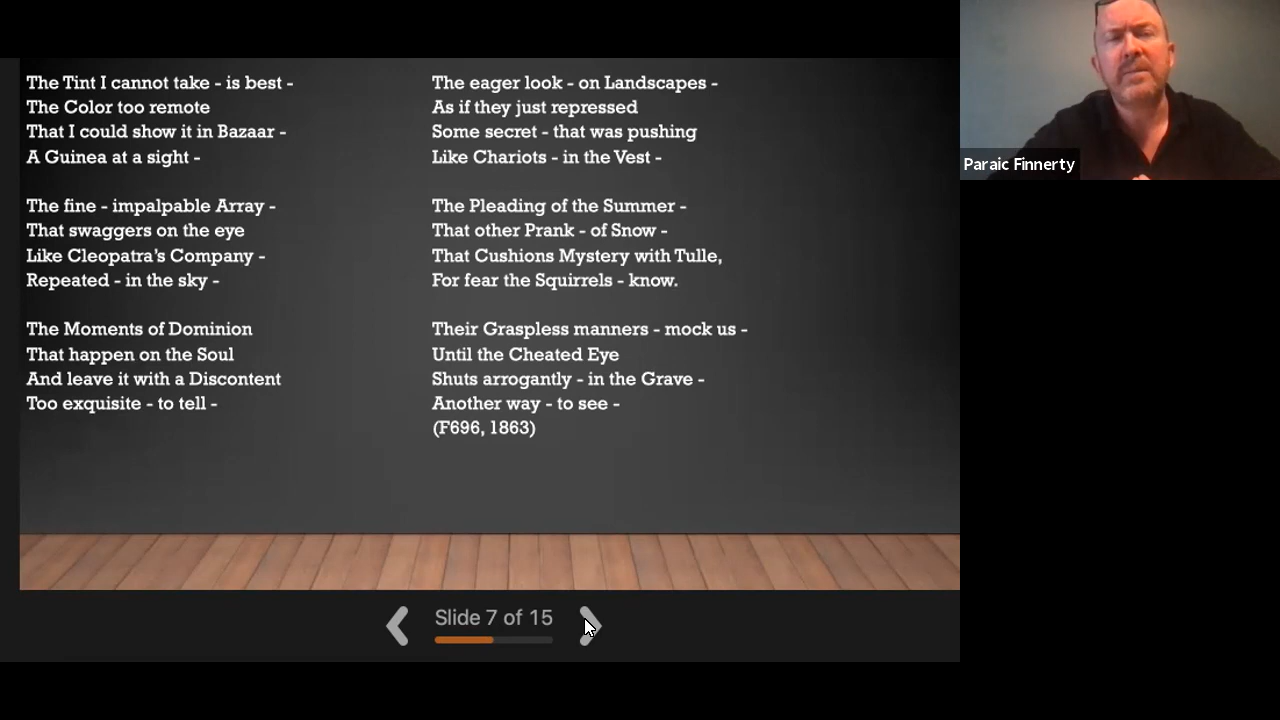 The Tint I cannot take - is best -
The Color too remote
That I could show it in Bazaar -
A Guinea at a sight -
The fine - impalpable Array -
That swaggers on the eye
Like Cleopatra's Company -
Repeated - in the sky -
The Moments of Dominion
That happen on the Soul
And leave it with a Discontent
Too exquisite - to tell -
The eager look - on Landscapes -
As if they just repressed
Some secret - that was pushing
Like Chariots - in the Vest -
The Pleading of the Summer -
That other Prank - of Snow -
That Cushions Mystery with Tulle,
For fear the Squirrels - know.
Their Graspless manners - mock us -
Until the Cheated Eye
Shuts arrogantly - in the Grave -
Another way - to see -
(F696, 1863)
Paraic Finnerty
Slide 7 of 15